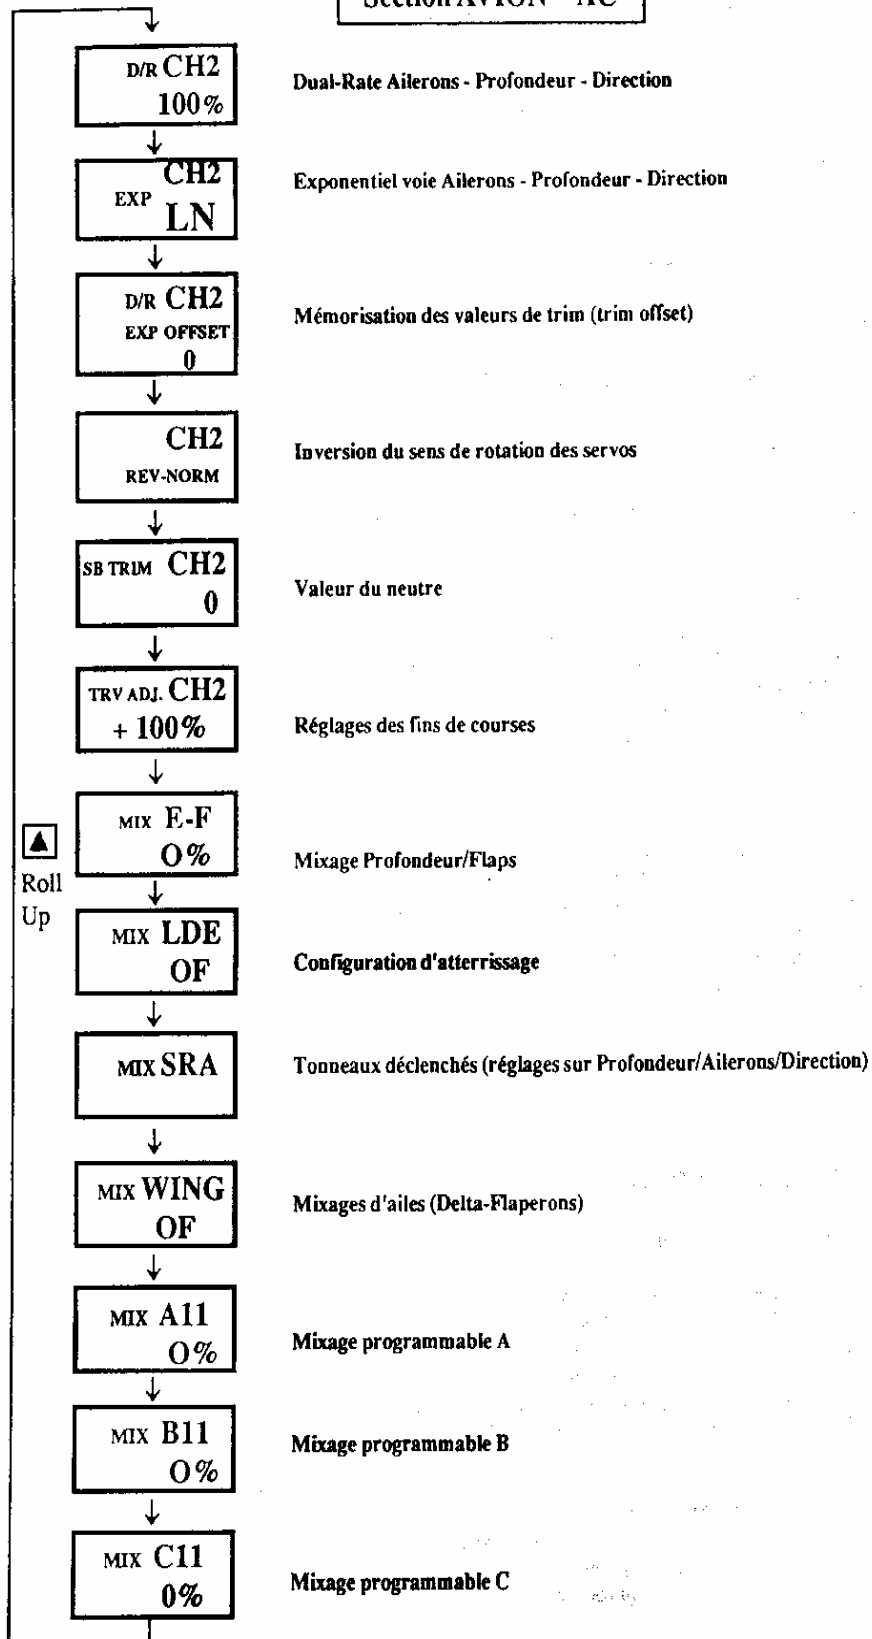 Section AVION "AC"
D/R CH2
100%
Dual-Rate Ailerons - Profondeur - Direction
EXP CH2
LN
Exponentiel voie Ailerons - Profondeur - Direction
D/R CH2
EXP OFFSET
0
Mémorisation des valeurs de trim (trim offset)
CH2
REV-NORM
Inversion du sens de rotation des servos
SB TRIM CH2
0
Valeur du neutre
TRV ADJ. CH2
+ 100%
Réglages des fins de courses
MIX E-F
O%
Mixage Profondeur/Flaps
Roll
Up
MIX LDE
OF
Configuration d'atterrissage
MIX SRA
Tonneaux déclenchés (réglages sur Profondeur/Ailerons/Direction)
MIX WING
OF
Mixages d'ailes (Delta-Flaperons)
MIX A11
O%
Mixage programmable A
MIX B11
O%
Mixage programmable B
MIX C11
0%
Mixage programmable C